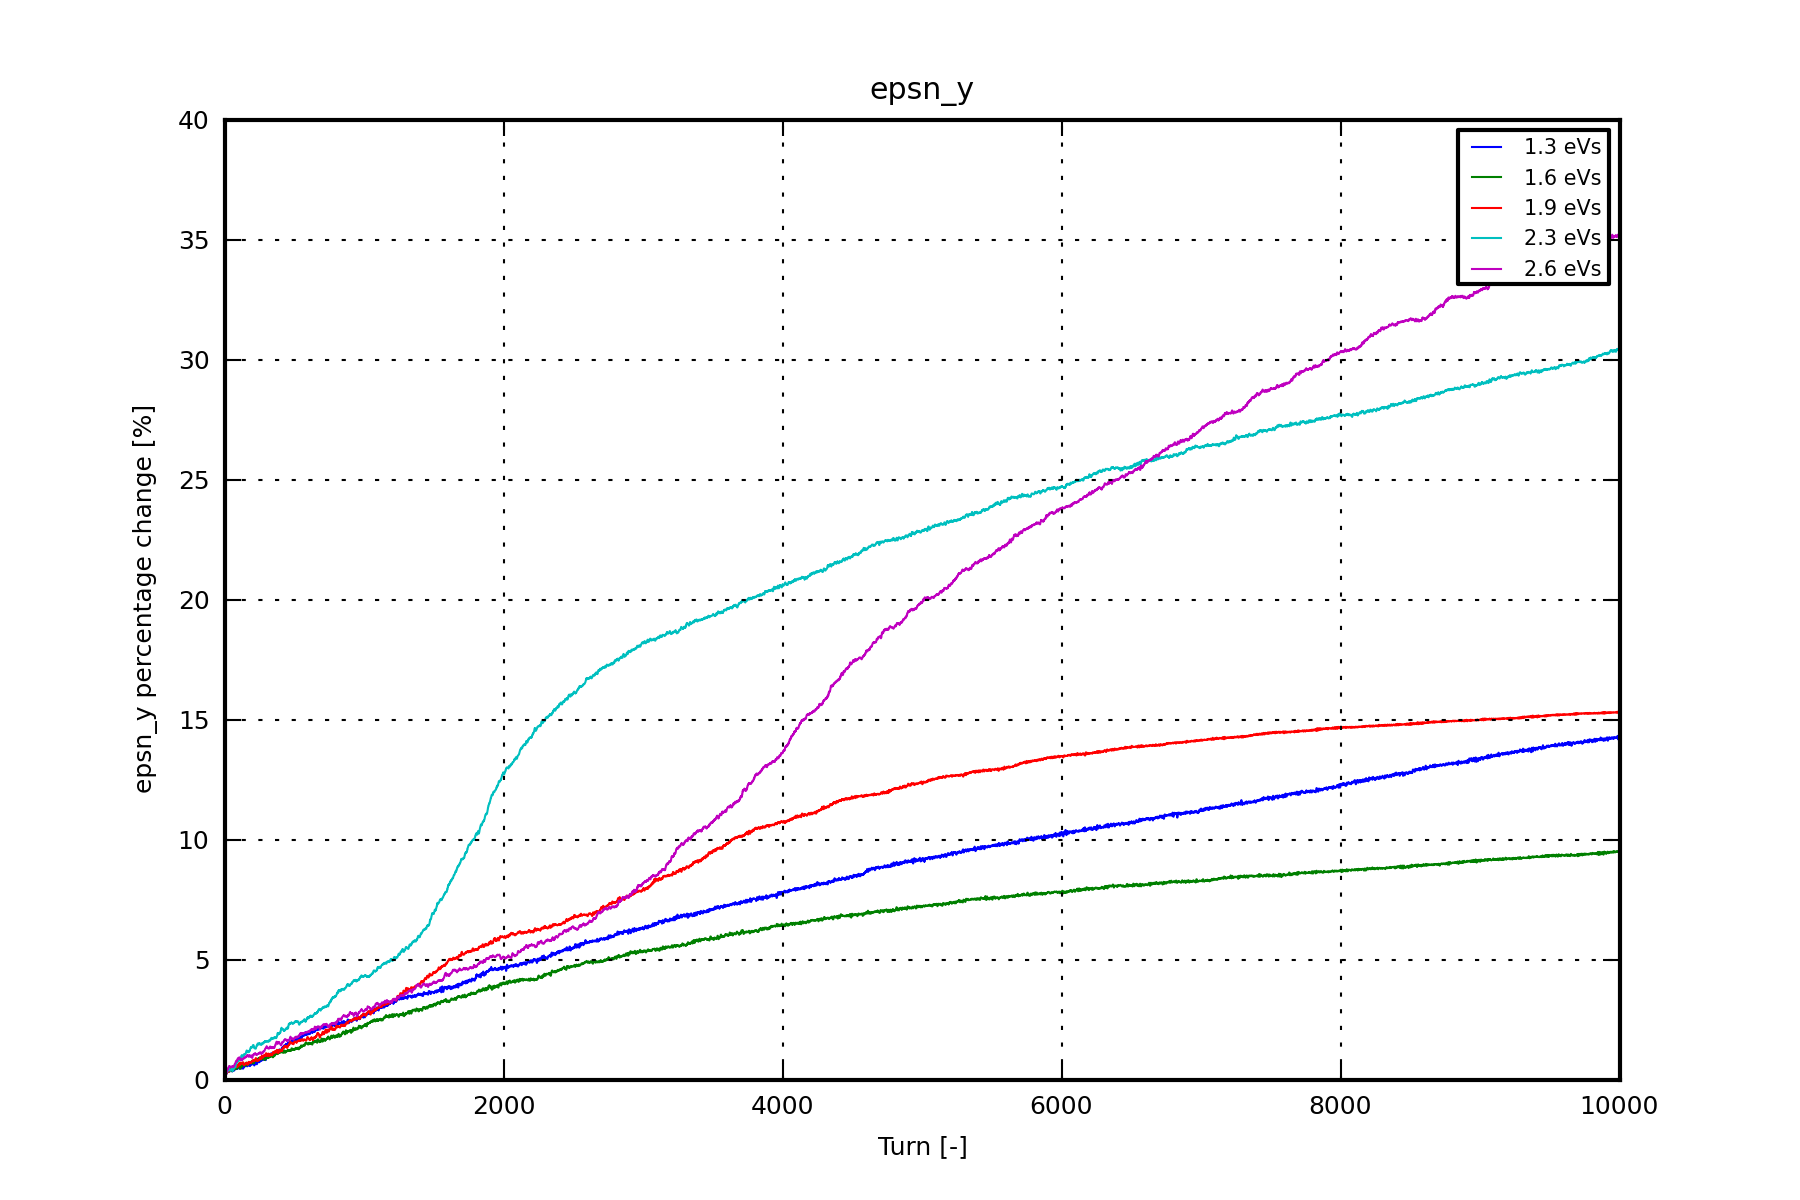 epsn_y
40
35
30
25
20
15
10
5
0
epsn_y percentage change [%]
1.3 eVs
1.6 eVs
1.9 eVs
2.3 eVs
2.6 eVs
0 2000 4000 6000 8000 10000
Turn [-]